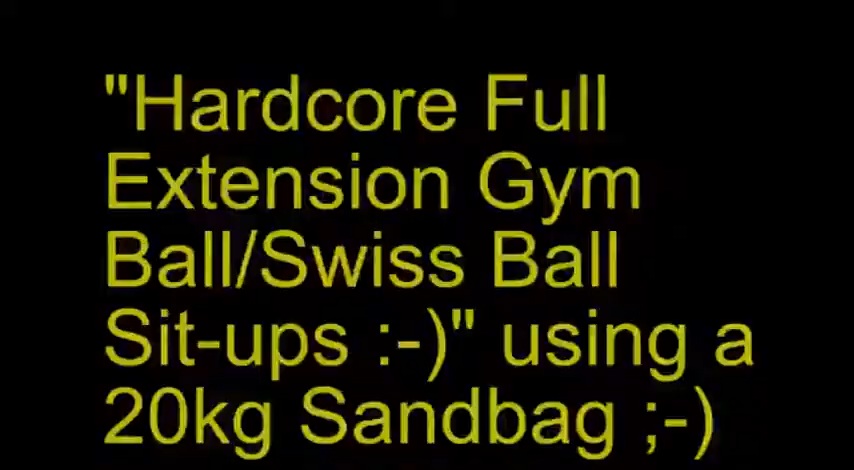 "Hardcore Full
Extension Gym
Ball/Swiss Ball
Sit-ups :-)" using a
20kg Sandbag ;-)